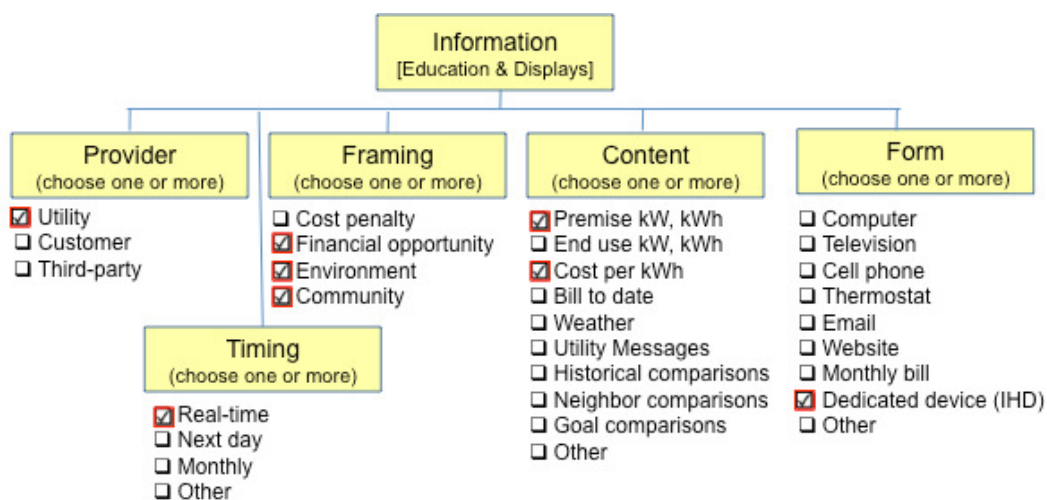 Information
[Education & Displays]
Provider
(choose one or more)
Utility
Customer
Third-party
Timing
(choose one or more)
Real-time
Next day
Monthly
Other
Framing
(choose one or more)
Cost penalty
Financial opportunity
Environment
Community
Content
(choose one or more)
Premise kW, kWh
End use kW, kWh
Cost per kWh
Bill to date
Weather
Utility Messages
Historical comparisons
Neighbor comparisons
Goal comparisons
Other
Form
(choose one or more)
Computer
Television
Cell phone
Thermostat
Email
Website
Monthly bill
Dedicated device (IHD)
Other